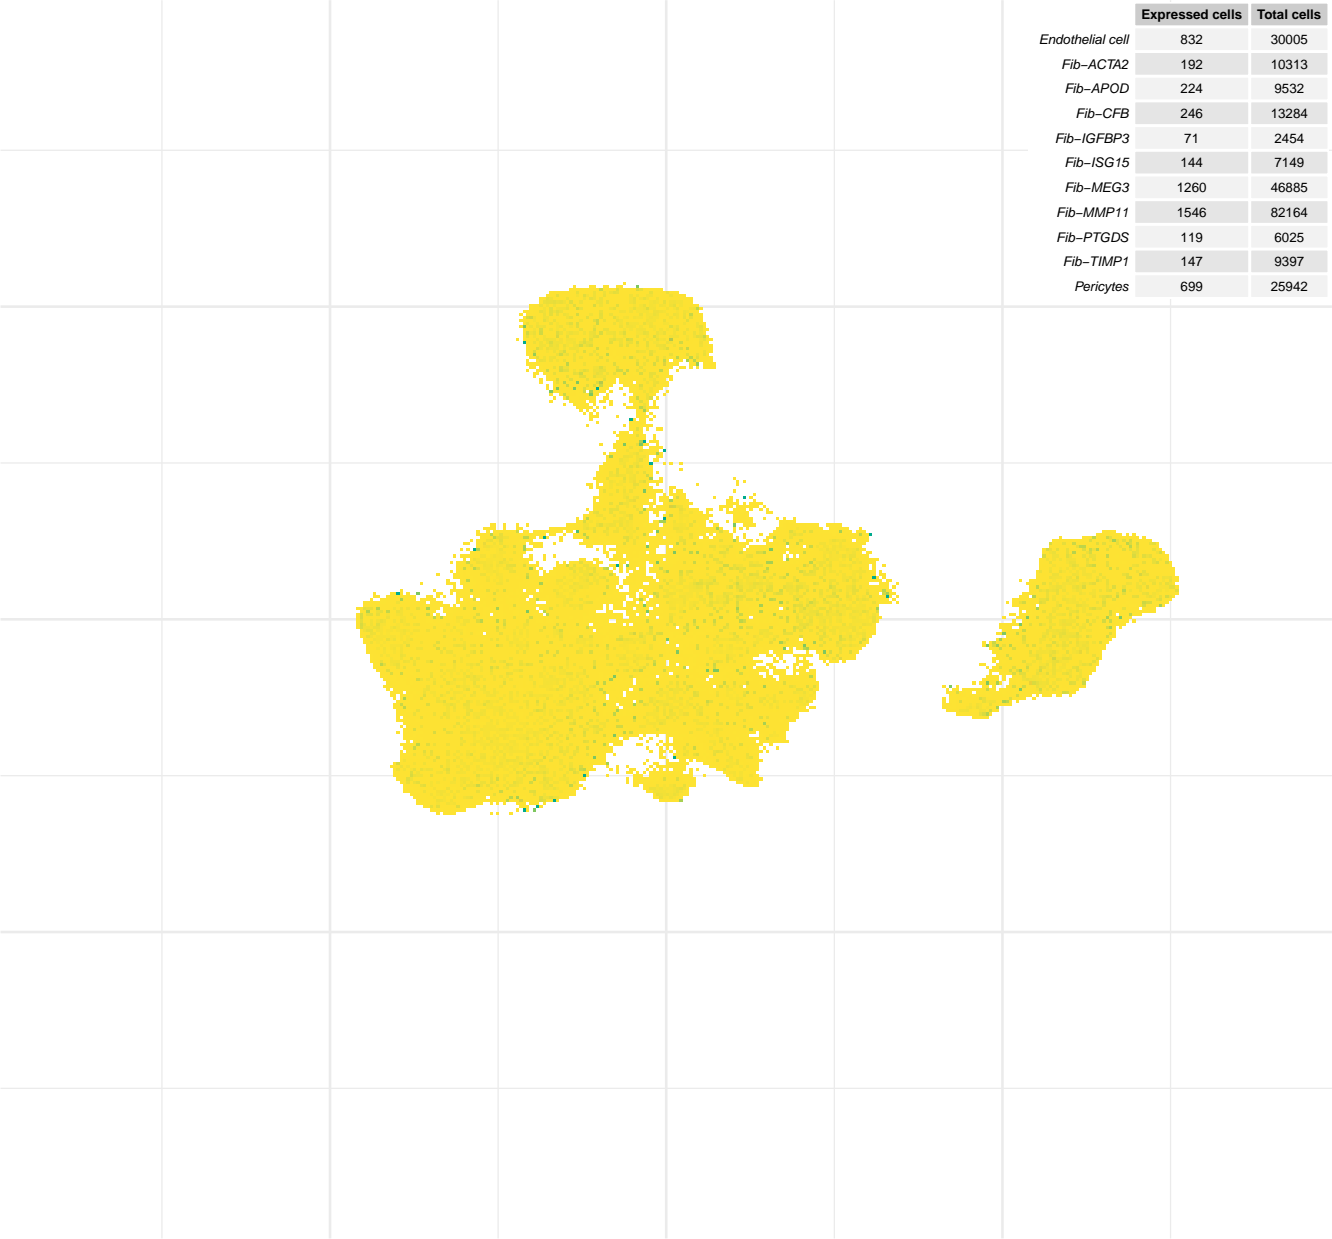 Expressed cells Total cells
Endothelial cell 832 30005
Fib−ACTA2 192 10313
Fib−APOD 224 9532
Fib−CFB 246 13284
Fib−IGFBP3 71 2454
Fib−ISG15 144 7149
Fib−MEG3 1260 46885
Fib−MMP11 1546 82164
Fib−PTGDS 119 6025
Fib−TIMP1 147 9397
Pericytes 699 25942